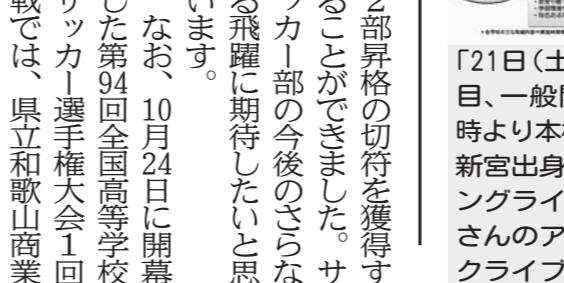 2部昇格の切符を獲得す
ることができました。サ
ッカー部の今後のさらな
る飛躍に期待したいと思
います。
なお、10月24日に開幕
した第94回全国高等学校
サッカー選手権大会1回
戦では、県立和歌山商業
「21日(土
目、一般
時より本
新宮出身
ングライ
さんのア
クライブ